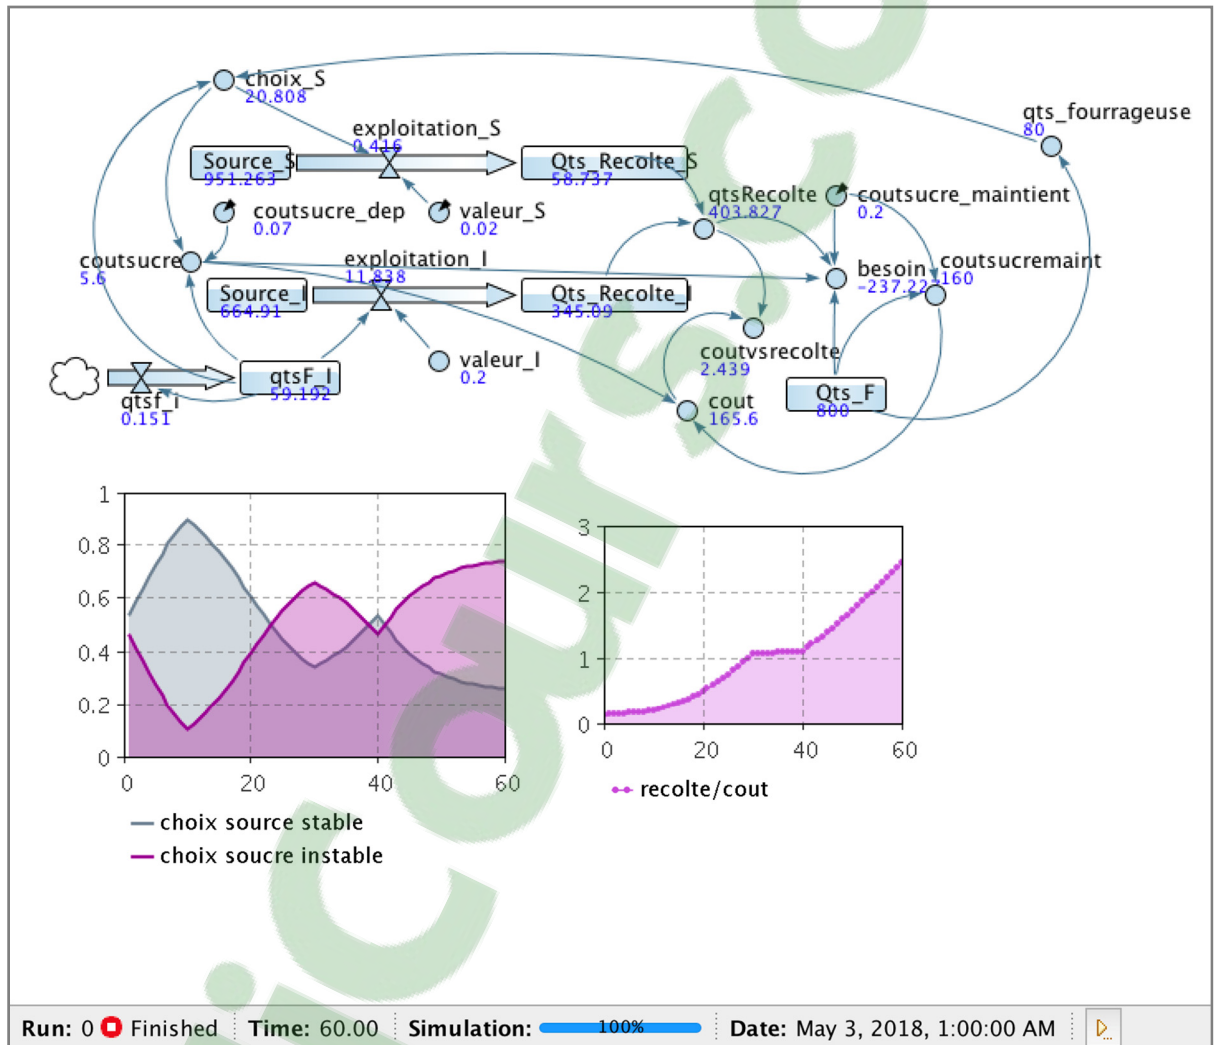 choix_S
20.808
qts_fourrageuse
80
exploitation_S
0.416
Source_S
951.263
Qts_Recolte_S
58.737
coutsucre_dep
0.07
valeur_S
0.02
qtsRecolte
403.827
coutsucre_maintient
0.2
coutsucre
5.6
exploitation_I
11.838
besoin
coutsucremaint
160
Source_I
664.91
Qts_Recolte_I
345.09
coutvsrecolte
2.439
valeur_I
0.2
qtsF_I
59.192
qtsf_i
0.151
cout
165.6
Qts_F
800
1
0.8
0.6
0.4
0.2
0
0 20 40 60
choix source stable
choix soucre instable
3
2
1
0
0 20 40 60
recolte/cout
Run: 0 Finished Time: 60.00 Simulation: 100% Date: May 3, 2018, 1:00:00 AM